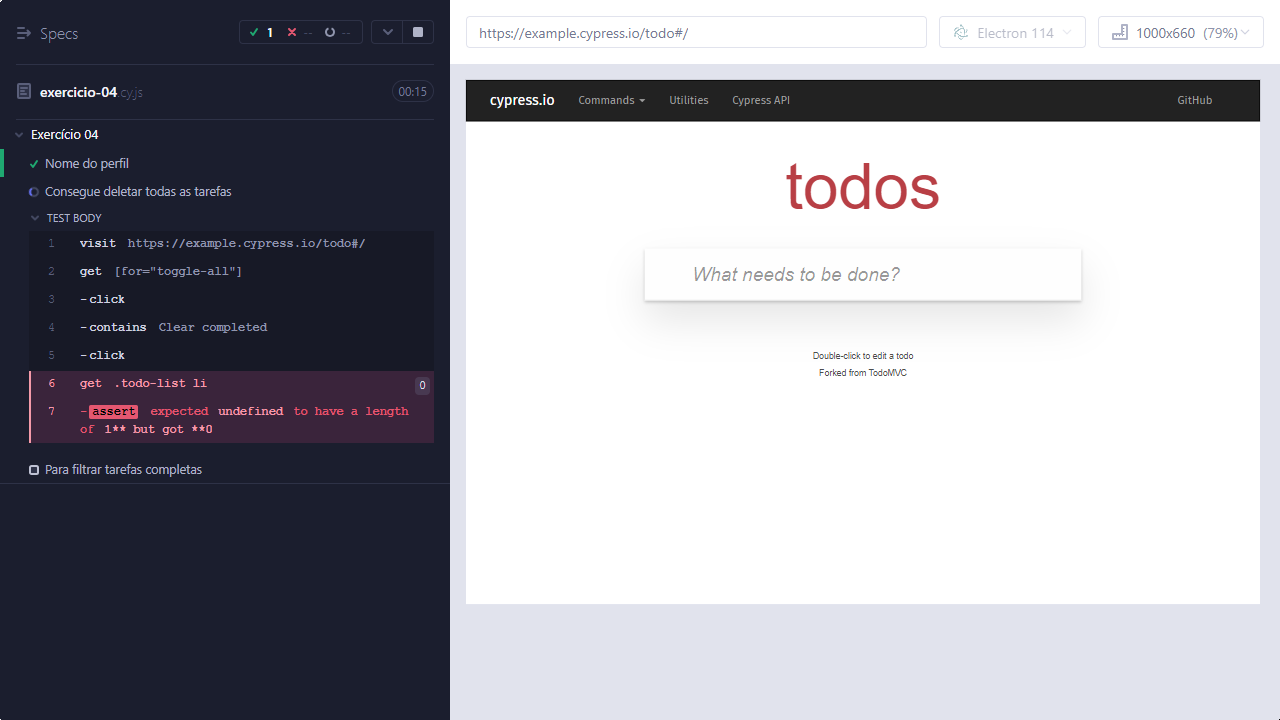 Specs
1 -- --
exercicio-04.cy.js
00:15
Exercício 04
Nome do perfil
Consegue deletar todas as tarefas
TEST BODY
1 visit https://example.cypress.io/todo#/
2 get [for="toggle-all"]
3 -click
4 -contains Clear completed
5 -click
6 get .todo-list li 0
7 -assert expected undefined to have a length
of 1** but got **0
Para filtrar tarefas completas
https://example.cypress.io/todo#/
Electron 114
1000x660 (79%)
cypress.io Commands Utilities Cypress API GitHub
todos
What needs to be done?
Double-click to edit a todo
Forked from TodoMVC